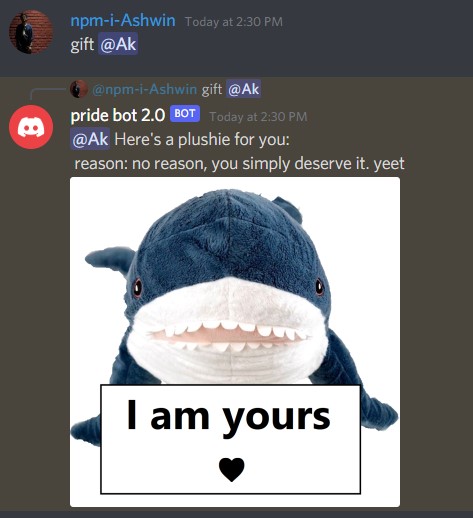 npm-i-Ashwin Today at 2:30 PM
gift @Ak
@npm-i-Ashwin gift @Ak
pride bot 2.0 BOT Today at 2:30 PM
@Ak Here's a plushie for you:
reason: no reason, you simply deserve it. yeet
I am yours
♥